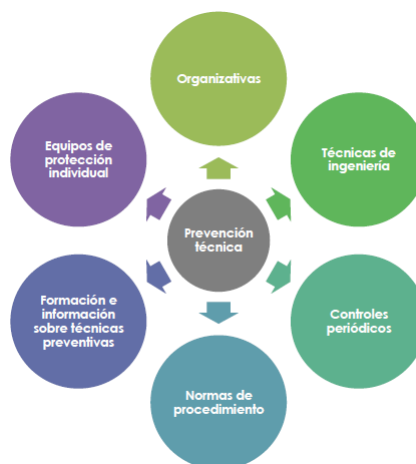 Organizativas
Equipos de
protección
individual
Técnicas de
ingeniería
Prevención
técnica
Formación e
información
sobre técnicas
preventivas
Controles
periódicos
Normas de
procedimiento